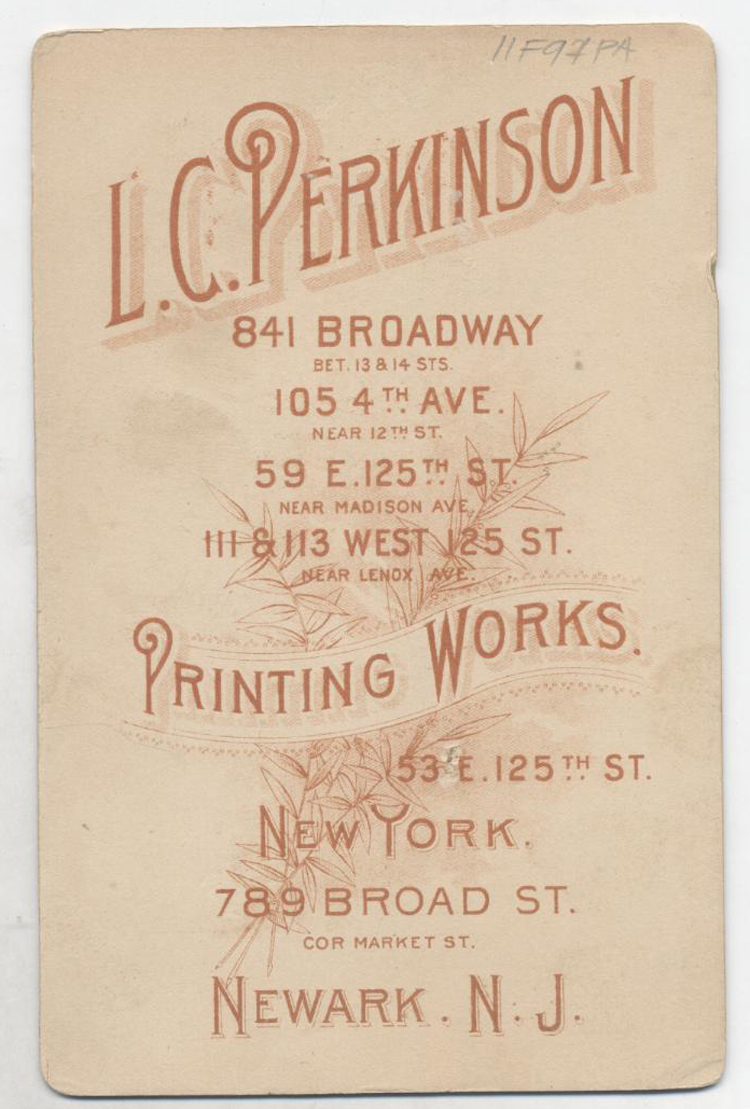 11F97PA
L.C. PERKINSON
841 BROADWAY
BET. 13 & 14 STS.
105 4TH AVE.
NEAR 12TH ST.
59 E. 125TH ST.
NEAR MADISON AVE.
111 & 113 WEST 125 ST.
NEAR LENOX AVE.
PRINTING WORKS.
53 E. 125TH ST.
NEW YORK.
789 BROAD ST.
COR MARKET ST.
NEWARK. N.J.